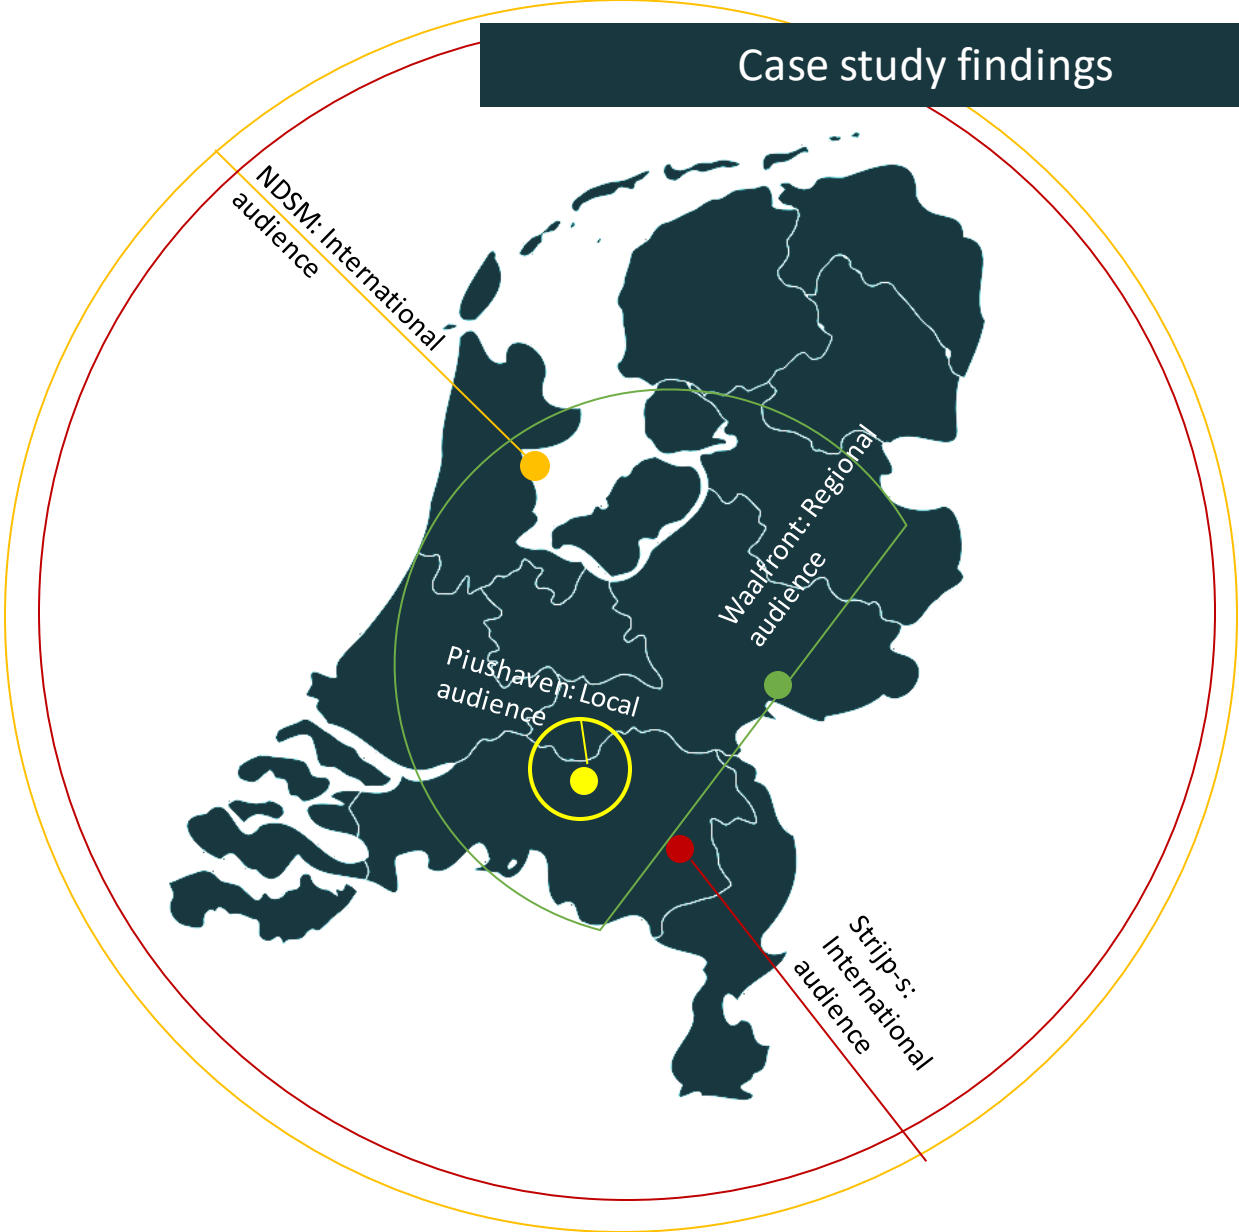 Case study findings
NDSM: International
audience
Waalfront: Regional
audience
Piushaven: Local
audience
Strijp-s:
International
audience